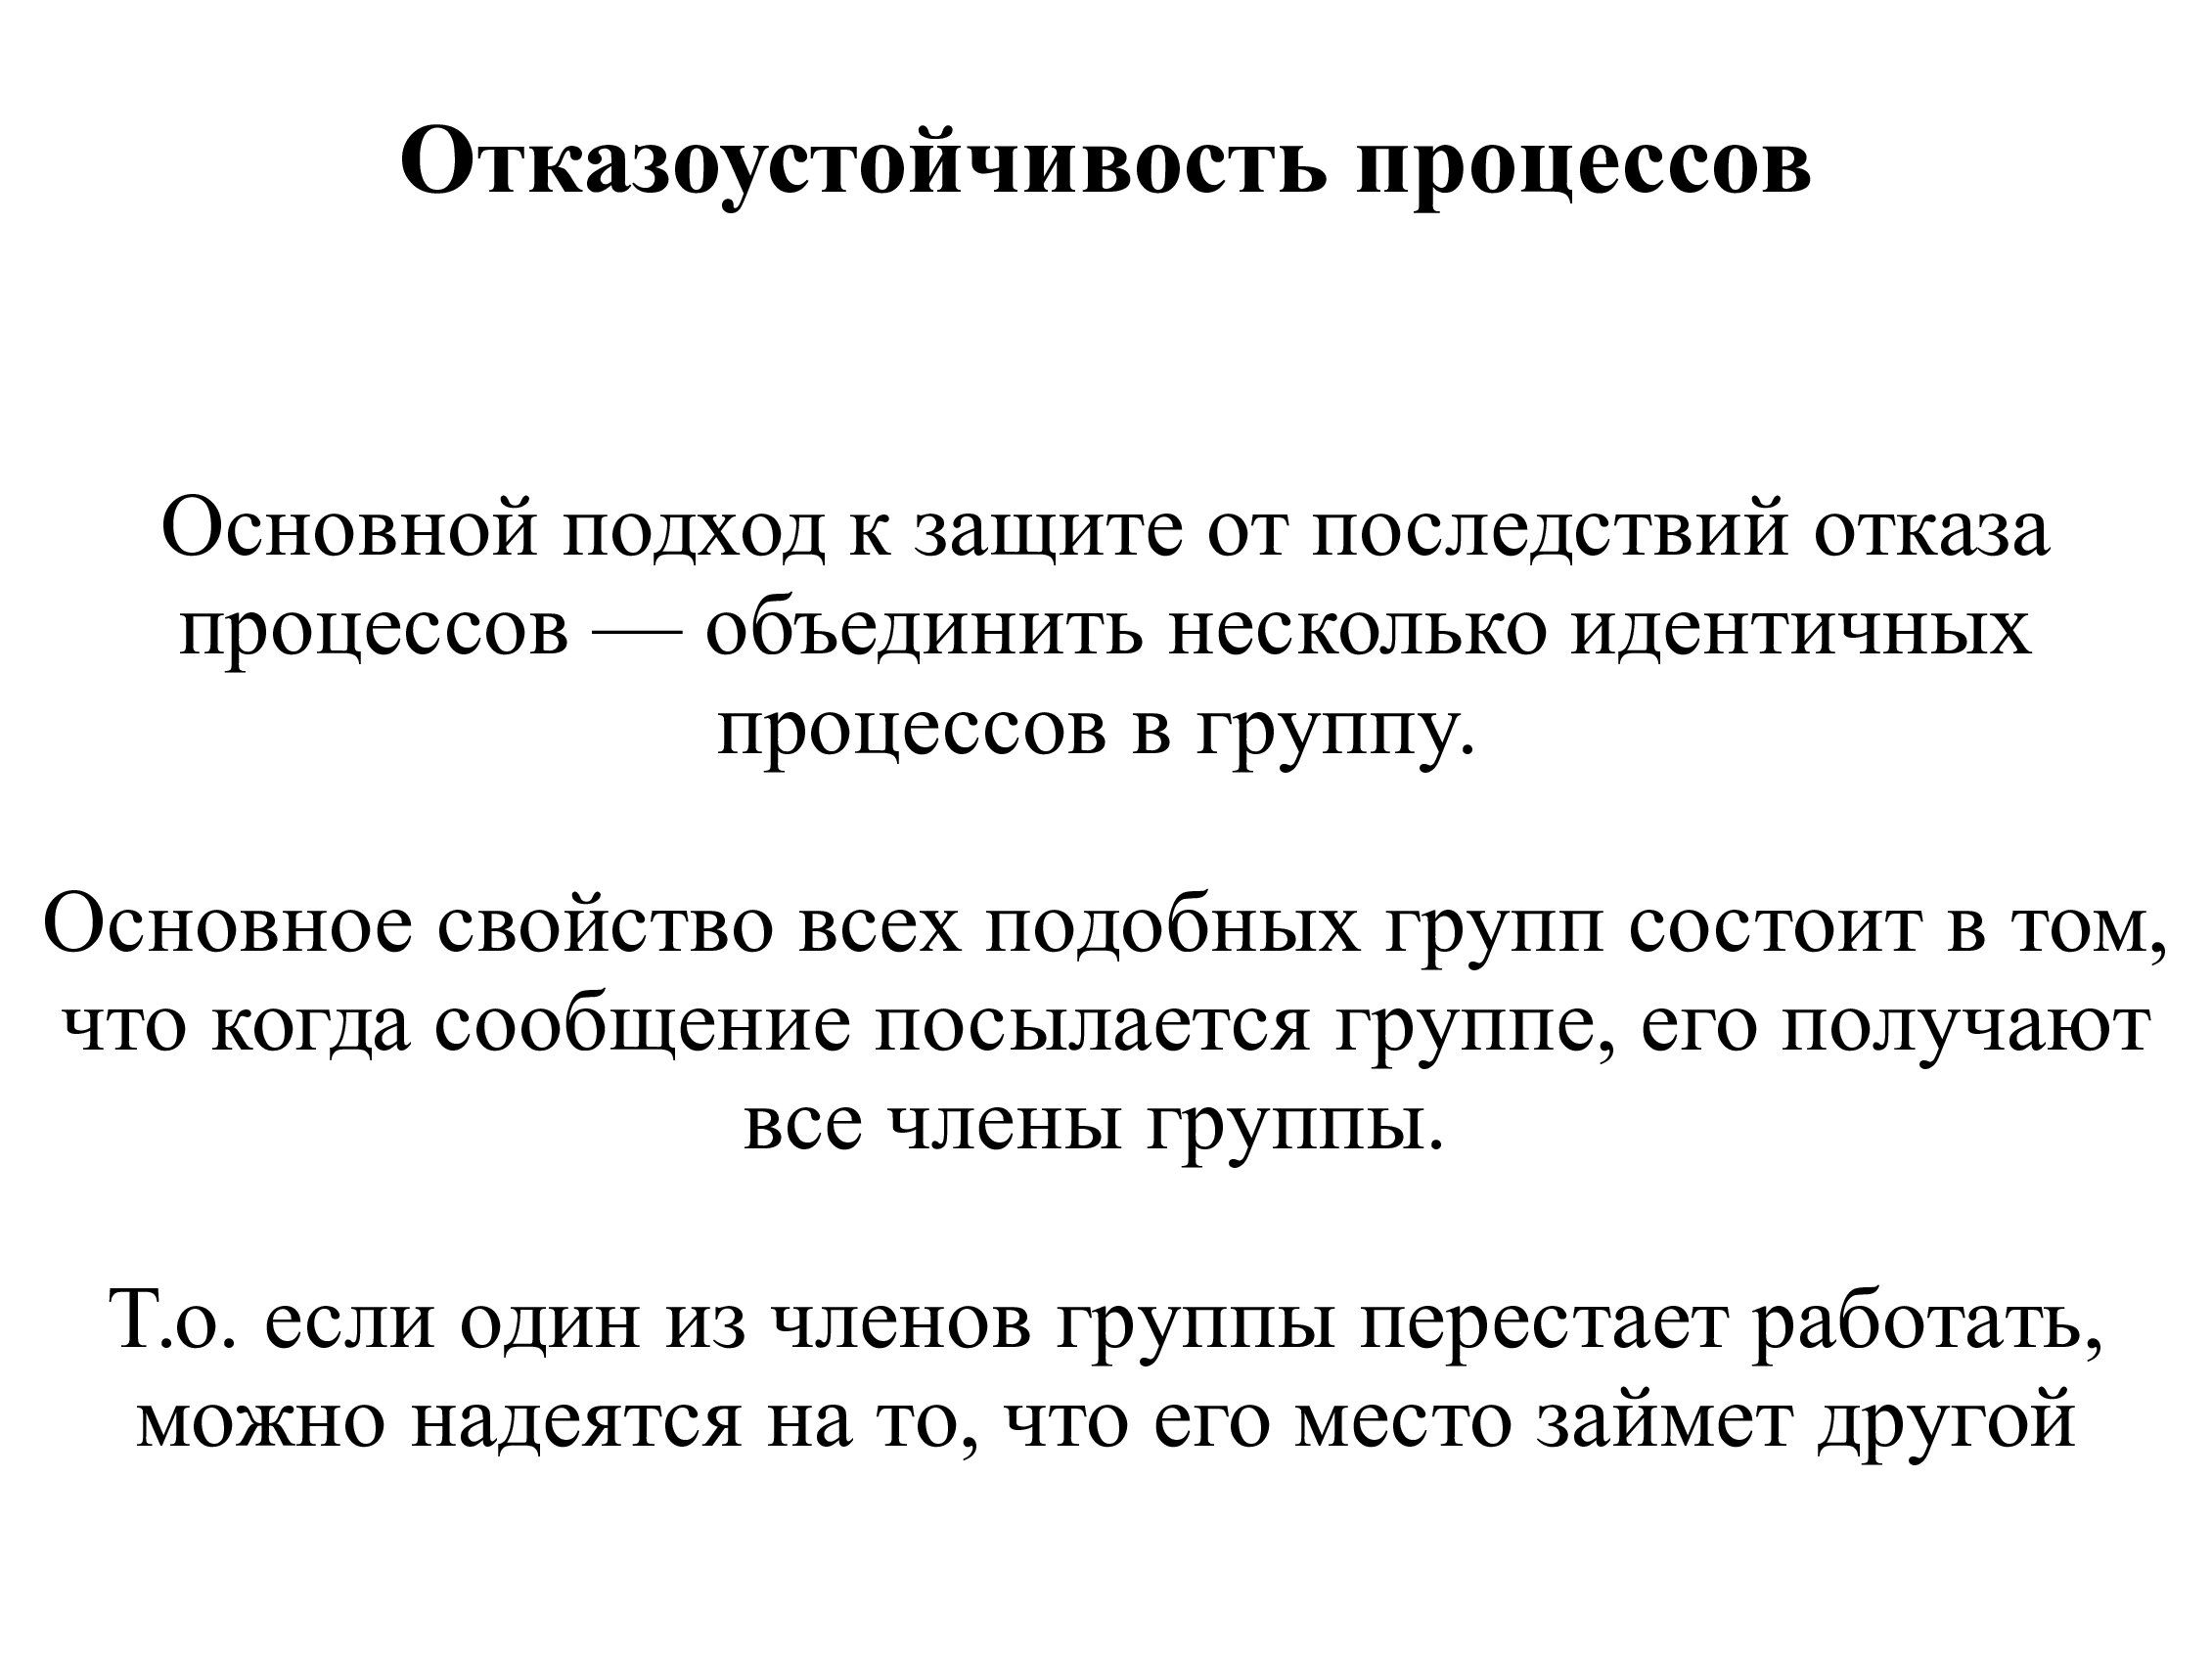 Отказоустойчивость процессов
Основной подход к защите от последствий отказа
процессов — обьединить несколько идентичных
процессов в группу.
Основное свойство всех подобных групп состоит в том,
что когда сообщение посылается группе, его получают
все члены группы.
Т.о. если один из членов группы перестает работать,
можно надеятся на то, что его место займет другой